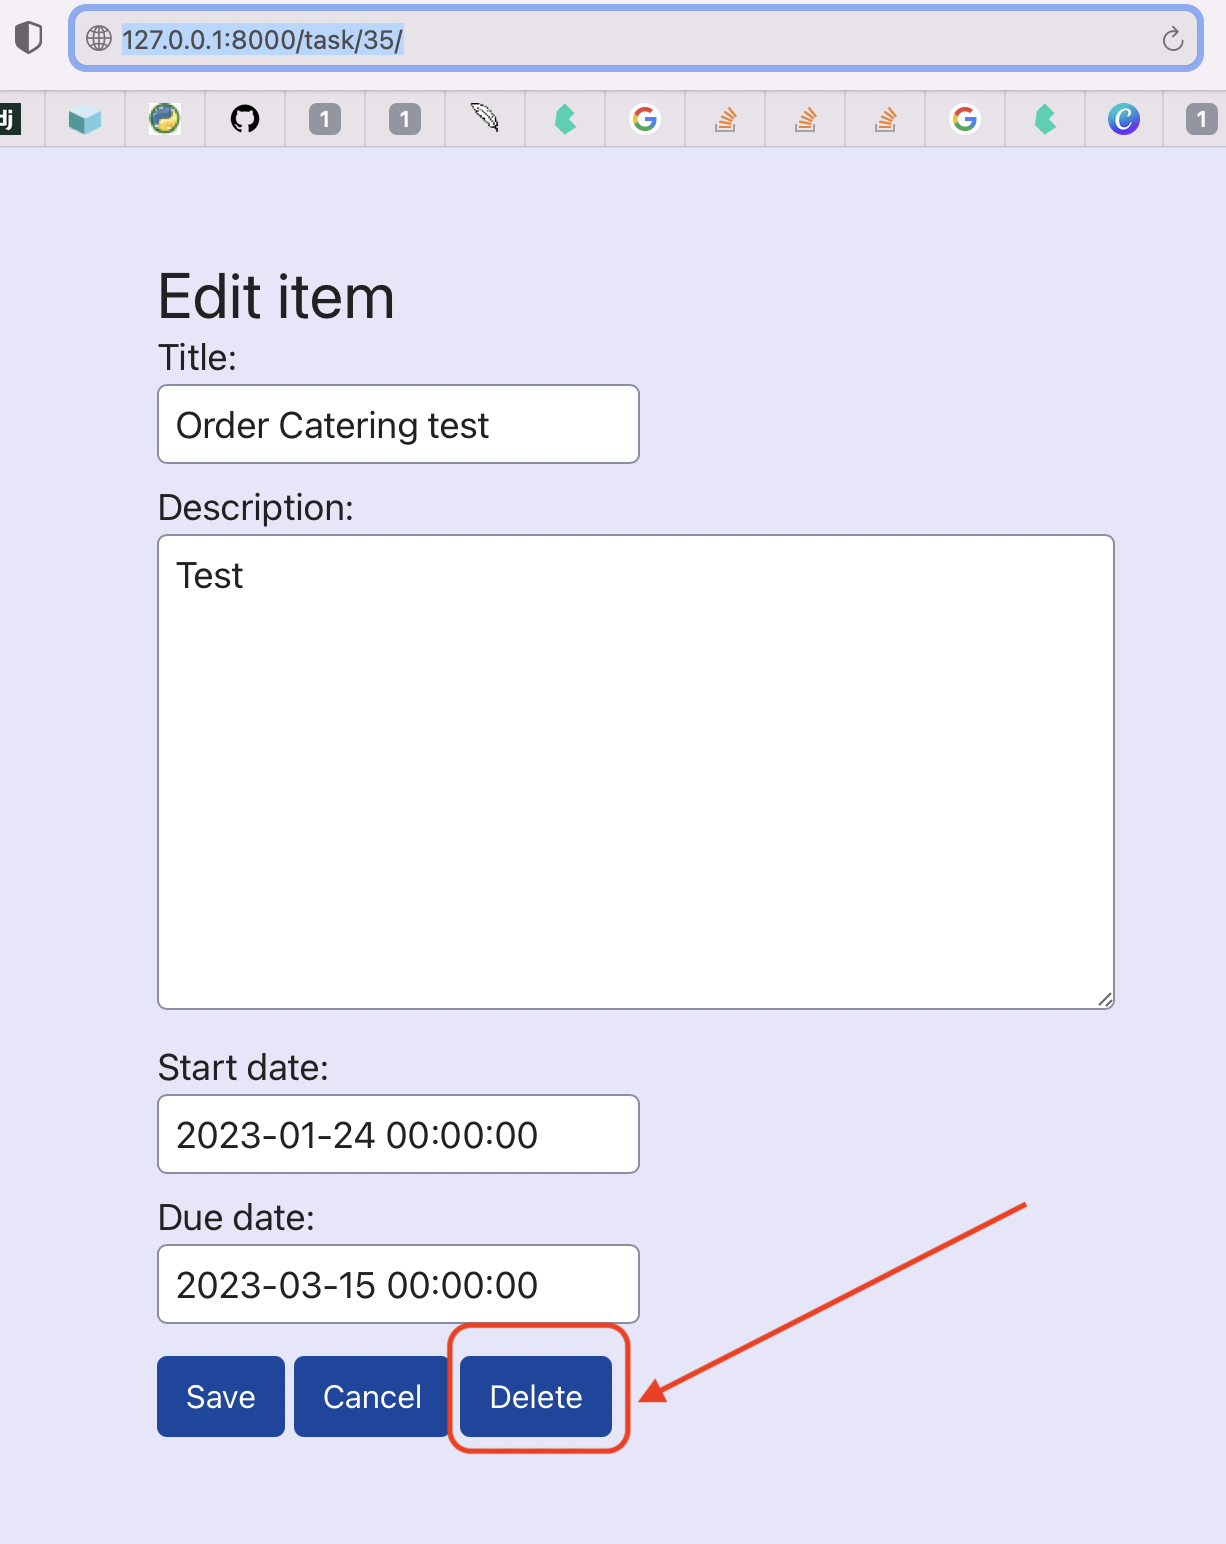 127.0.0.1:8000/task/35/
dj 1 1 1
Edit item
Title:
Order Catering test
Description:
Test
Start date:
2023-01-24 00:00:00
Due date:
2023-03-15 00:00:00
Save Cancel Delete